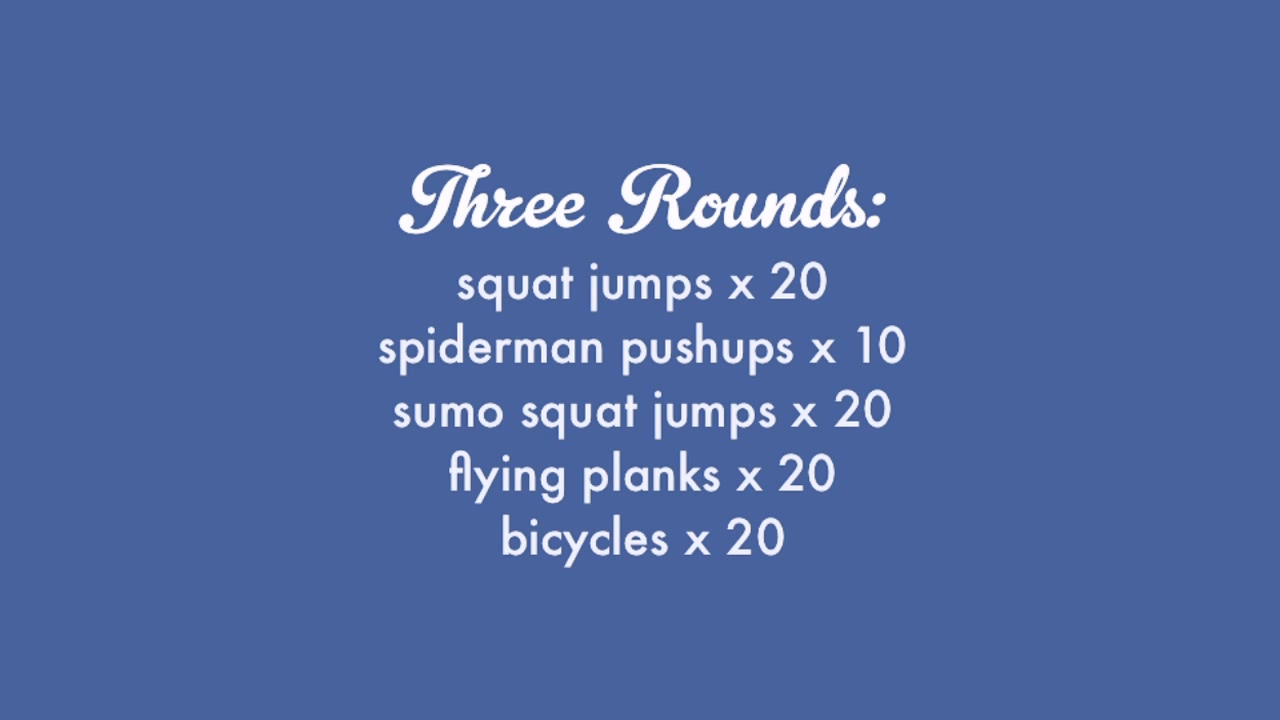 Three Rounds:
squat jumps x 20
spiderman pushups x 10
sumo squat jumps x 20
flying planks x 20
bicycles x 20